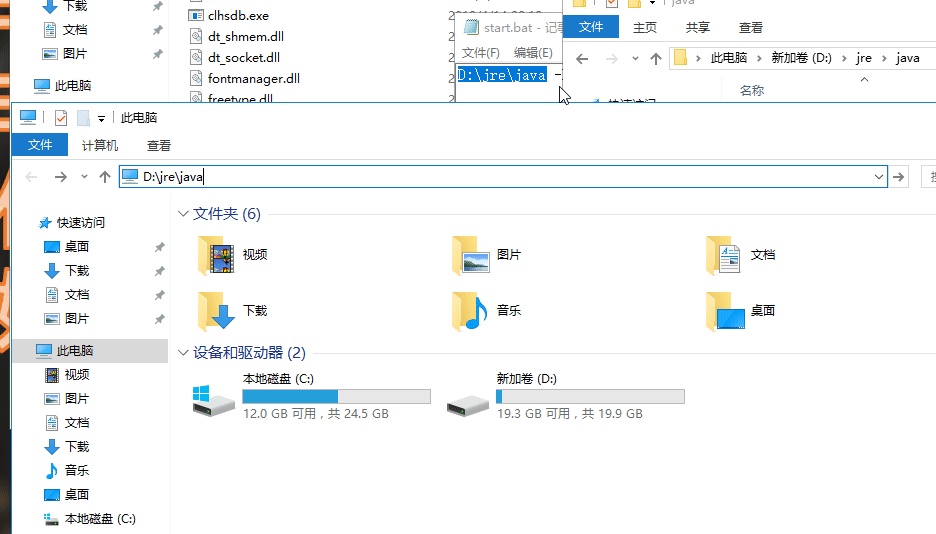 下载
文档
图片
此电脑
clhsdb.exe
dt_shmem.dll
dt_socket.dll
fontmanager.dll
freetype.dll
start.bat - 记事
文件(F) 编辑(E)
D:\jre\java -
java
文件 主页 共享 查看
此电脑 新加卷 (D:) jre java
名称
快速访问
此电脑
文件 计算机 查看
D:\jre\java
快速访问
桌面
下载
文档
图片
此电脑
视频
图片
文档
下载
音乐
桌面
本地磁盘 (C:)
文件夹 (6)
视频 图片 文档
下载 音乐 桌面
设备和驱动器 (2)
本地磁盘 (C:)
12.0 GB 可用，共 24.5 GB
新加卷 (D:)
19.3 GB 可用，共 19.9 GB